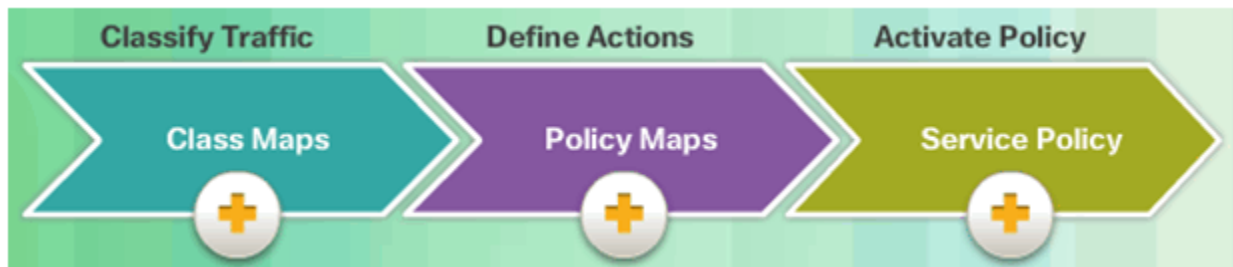 Classify Traffic
Define Actions
Activate Policy
Class Maps
Policy Maps
Service Policy